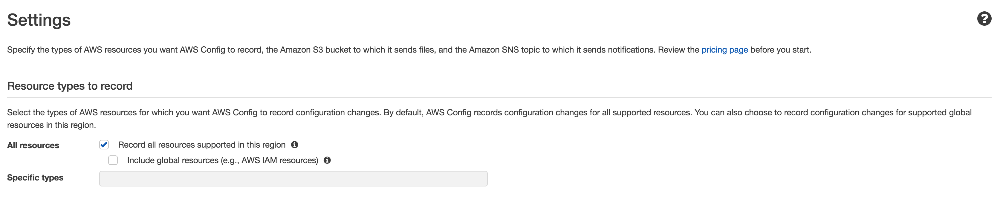 Settings
Specify the types of AWS resources you want AWS Config to record, the Amazon S3 bucket to which it sends files, and the Amazon SNS topic to which it sends notifications. Review the pricing page before you start.
Resource types to record
Select the types of AWS resources for which you want AWS Config to record configuration changes. By default, AWS Config records configuration changes for all supported resources. You can also choose to record configuration changes for supported global
resources in this region.
All resources Record all resources supported in this region
Include global resources (e.g., AWS IAM resources)
Specific types